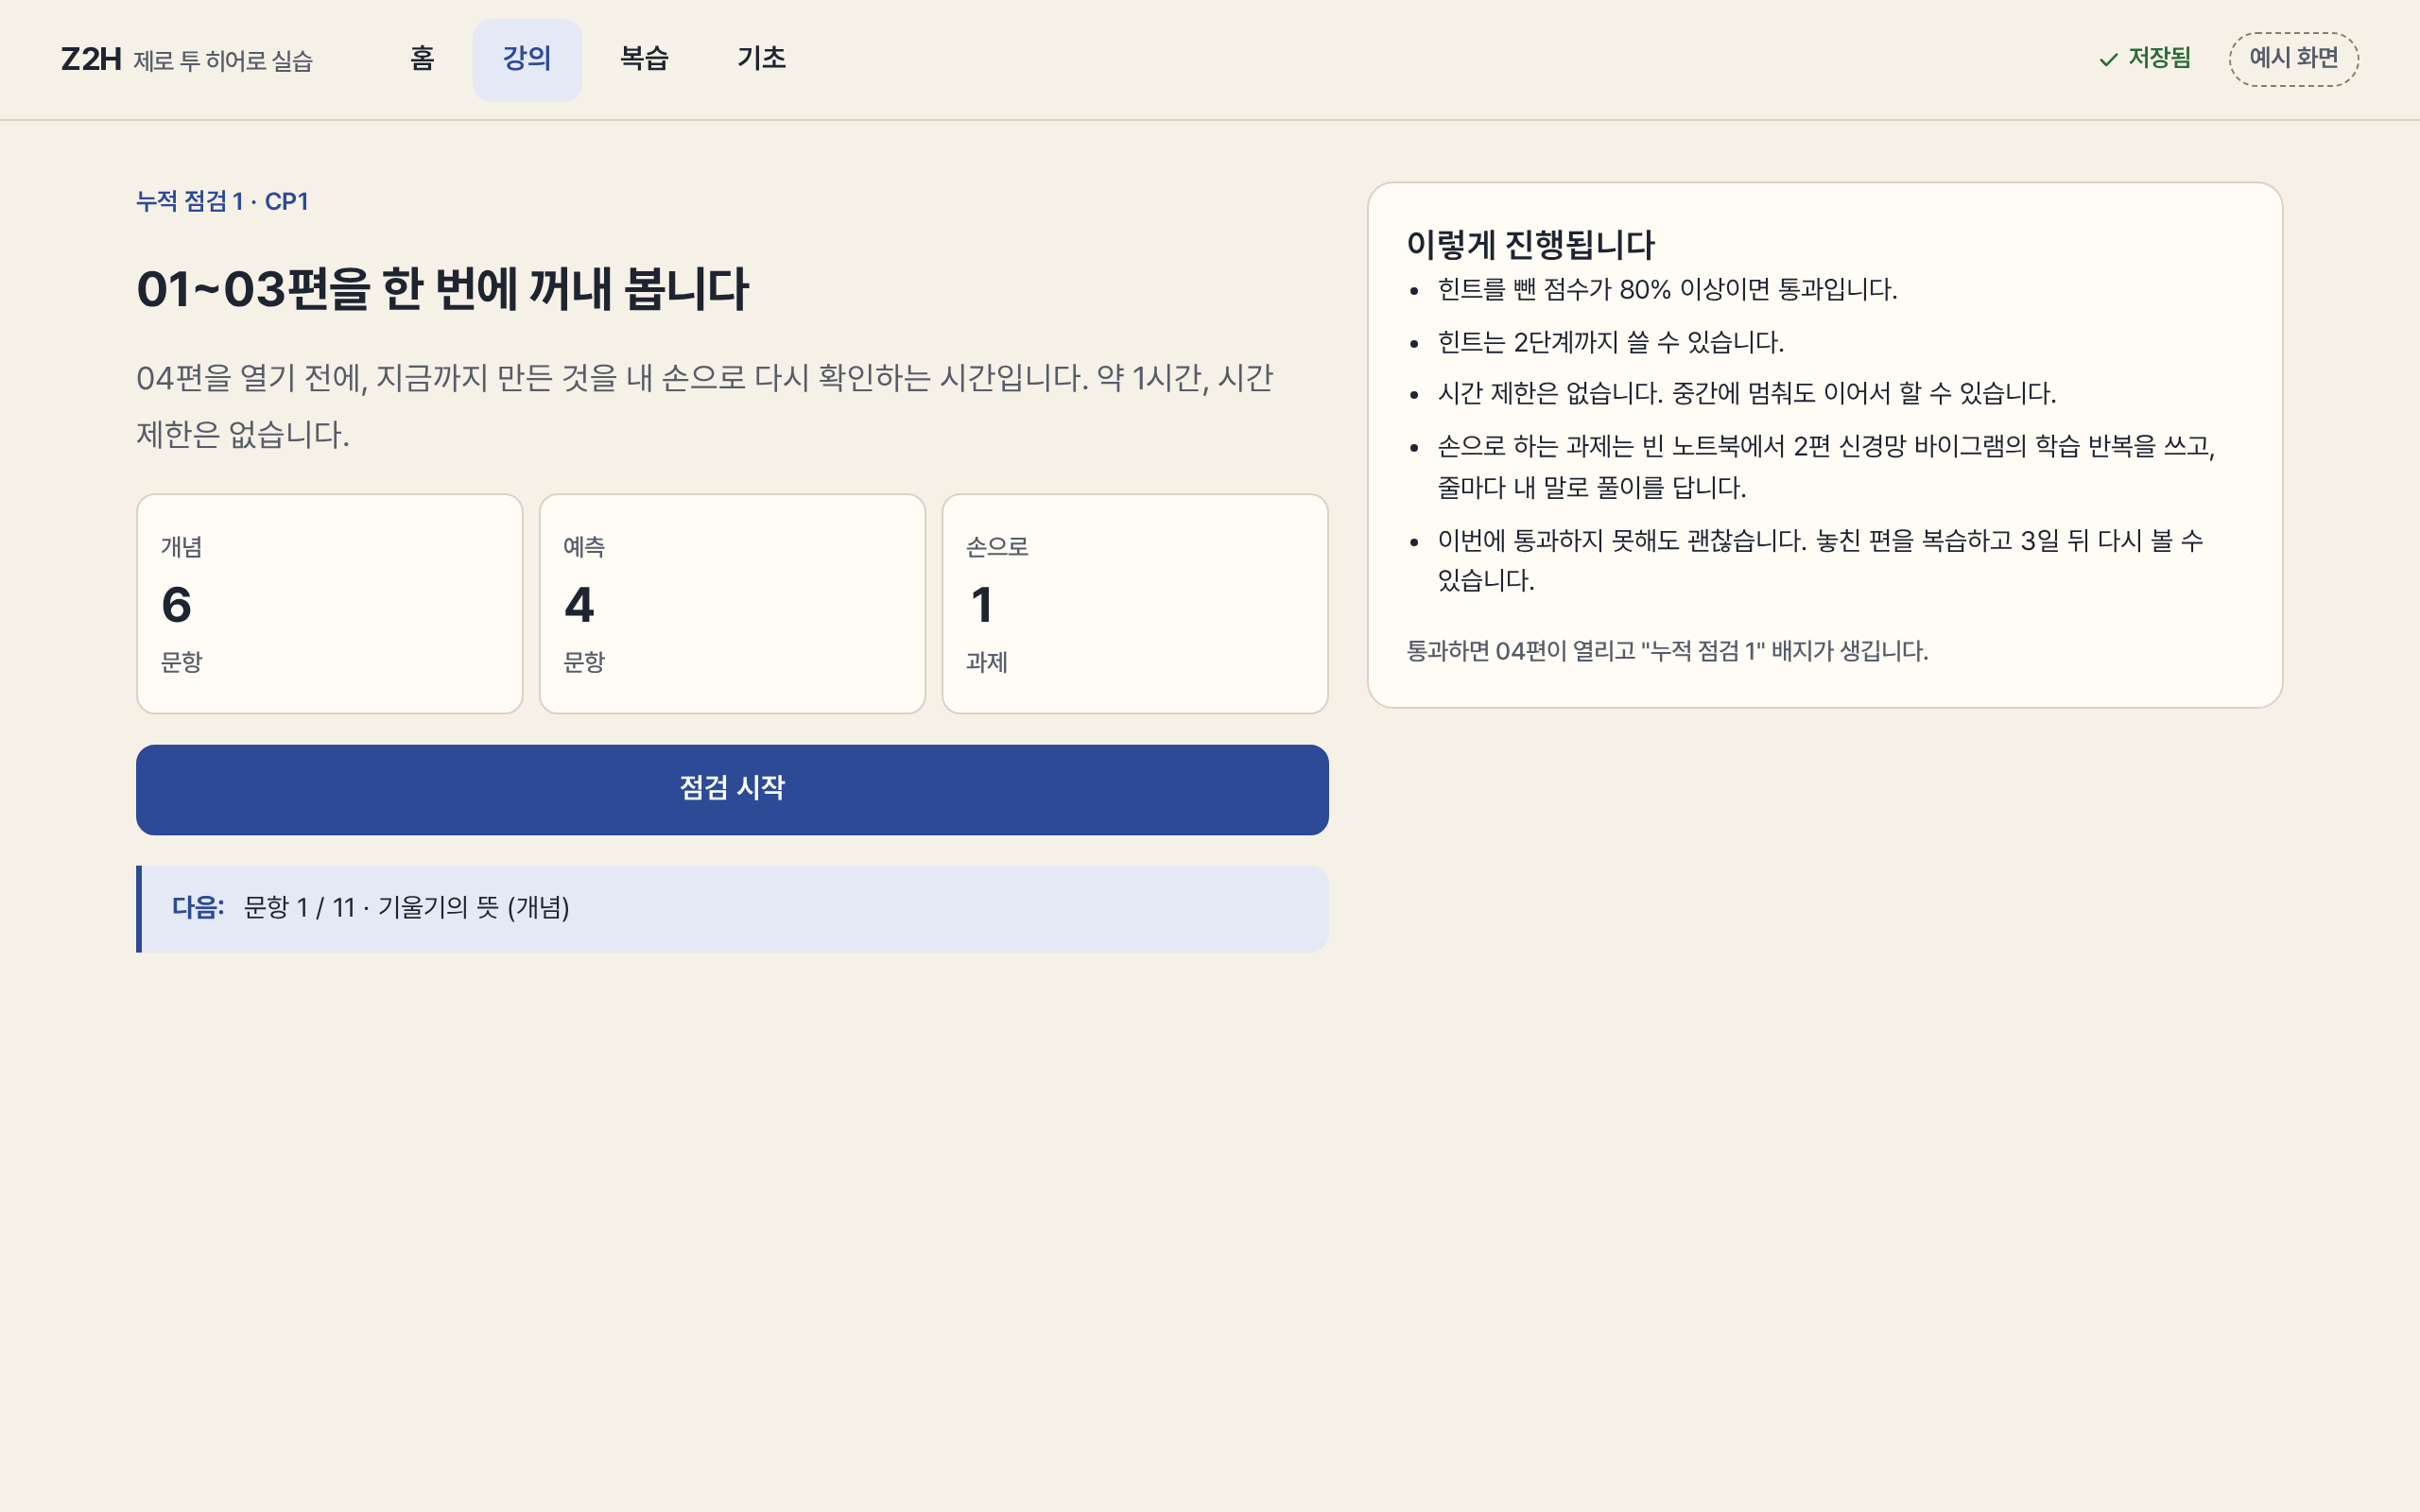 Z2H 제로 투 히어로 실습
홈
강의
복습
기초
저장됨
예시 화면
누적 점검 1 · CP1
01~03편을 한 번에 꺼내 봅니다
04편을 열기 전에, 지금까지 만든 것을 내 손으로 다시 확인하는 시간입니다. 약 1시간, 시간
제한은 없습니다.
개념
6
문항
예측
4
문항
손으로
1
과제
점검 시작
다음: 문항 1 / 11 · 기울기의 뜻 (개념)
이렇게 진행됩니다
• 힌트를 뺀 점수가 80% 이상이면 통과입니다.
• 힌트는 2단계까지 쓸 수 있습니다.
• 시간 제한은 없습니다. 중간에 멈춰도 이어서 할 수 있습니다.
• 손으로 하는 과제는 빈 노트북에서 2편 신경망 바이그램의 학습 반복을 쓰고,
줄마다 내 말로 풀이를 답니다.
• 이번에 통과하지 못해도 괜찮습니다. 놓친 편을 복습하고 3일 뒤 다시 볼 수
있습니다.
통과하면 04편이 열리고 "누적 점검 1" 배지가 생깁니다.